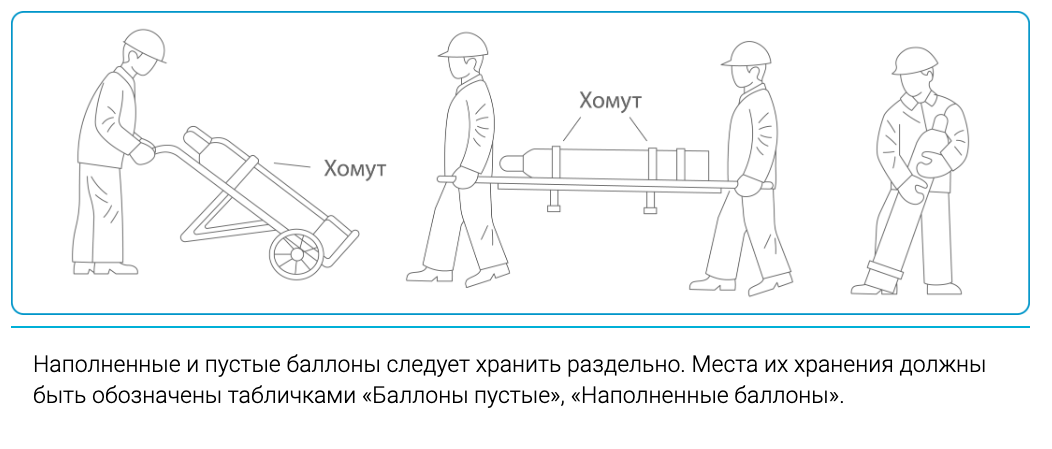 Хомут
Хомут
Наполненные и пустые баллоны следует хранить раздельно. Места их хранения должны
быть обозначены табличками «Баллоны пустые», «Наполненные баллоны».